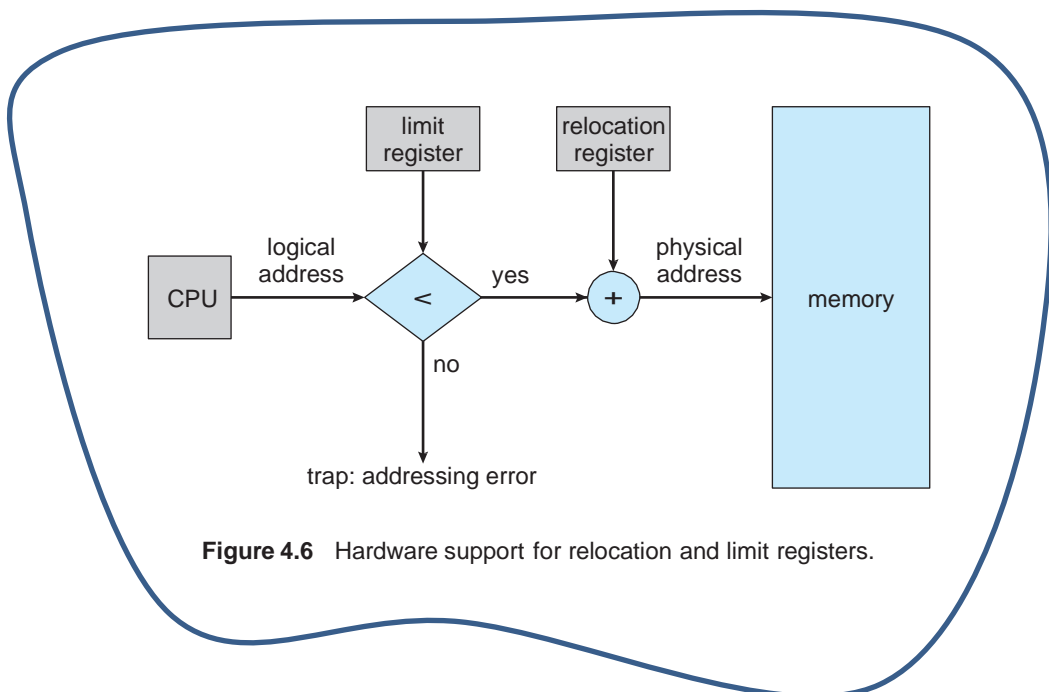 limit
register
relocation
register
logical
address
physical
address
CPU
<
yes
+
memory
no
trap: addressing error
Figure 4.6 Hardware support for relocation and limit registers.